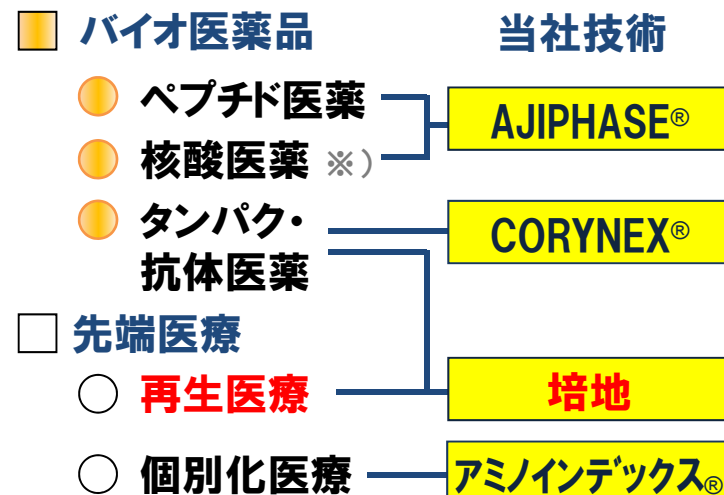 バイオ医薬品 当社技術
ペプチド医薬 AJIPHASE®
核酸医薬 ※)
タンパク・ CORYNEX®
抗体医薬
先端医療
再生医療 培地
個別化医療 アミノインデックス®